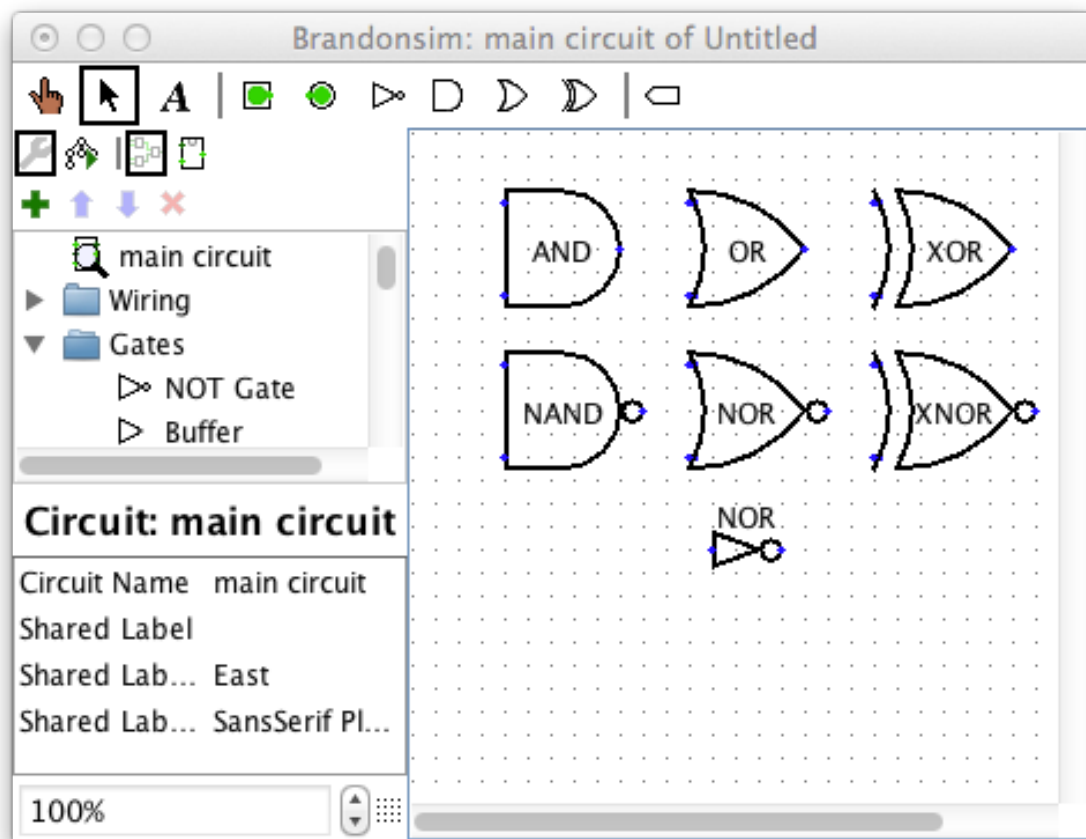 Brandonsim: main circuit of Untitled
A
main circuit
Wiring
Gates
NOT Gate
Buffer
Circuit: main circuit
Circuit Name main circuit
Shared Label
Shared Lab... East
Shared Lab... SansSerif Pl...
100%
AND OR XOR
NAND NOR XNOR
NOR